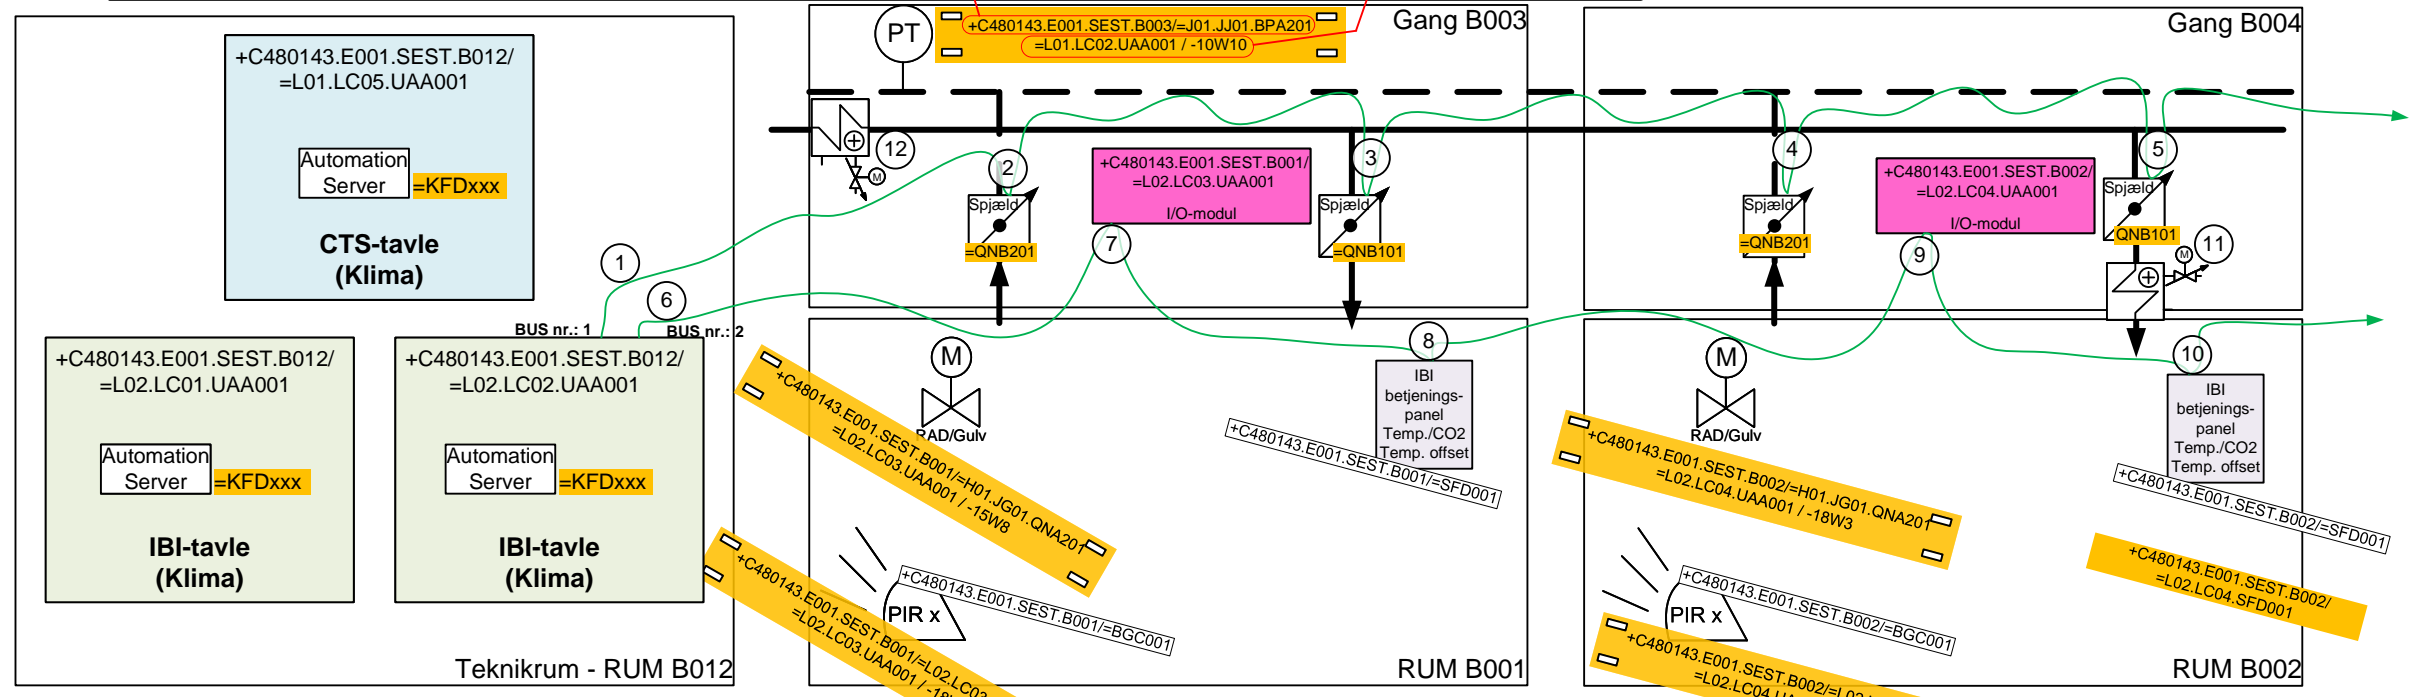 +C480143.E001.SEST.B012/
=L01.LC05.UAA001
Automation
Server
=KFDxxx
CTS-tavle
(Klima)
BUS nr.: 1
BUS nr.: 2
1
6
+C480143.E001.SEST.B012/
=L02.LC01.UAA001
Automation
Server
=KFDxxx
IBI-tavle
(Klima)
+C480143.E001.SEST.B012/
=L02.LC02.UAA001
Automation
Server
=KFDxxx
IBI-tavle
(Klima)
Teknikrum - RUM B012
PT
+C480143.E001.SEST.B003/=J01.JJ01.BPA201
=L01.LC02.UAA001 / -10W10
Gang B003
12
M
2
Spjæld
=QNB201
+C480143.E001.SEST.B001/
=L02.LC03.UAA001
I/O-modul
7
3
Spjæld
=QNB101
Gang B004
4
Spjæld
=QNB201
+C480143.E001.SEST.B002/
=L02.LC04.UAA001
I/O-modul
9
5
Spjæld
QNB101
M
11
M
RAD/Gulv
+C480143.E001.SEST.B001/=H01.JG01.QNA201
=L02.LC03.UAA001 / -15W8
8
IBI
betjenings-
panel
Temp./CO2
Temp. offset
+C480143.E001.SEST.B001/=SFD001
PIR x
+C480143.E001.SEST.B001/=BGC001
+C480143.E001.SEST.B001/=L02.LC03
=L02.LC03.UAA001 /
RUM B001
M
RAD/Gulv
+C480143.E001.SEST.B002/=H01.JG01.QNA201
=L02.LC04.UAA001 / -18W3
10
IBI
betjenings-
panel
Temp./CO2
Temp. offset
+C480143.E001.SEST.B002/=SFD001
+C480143.E001.SEST.B002/
=L02.LC04.SFD001
PIR x
+C480143.E001.SEST.B002/=BGC001
RUM B002